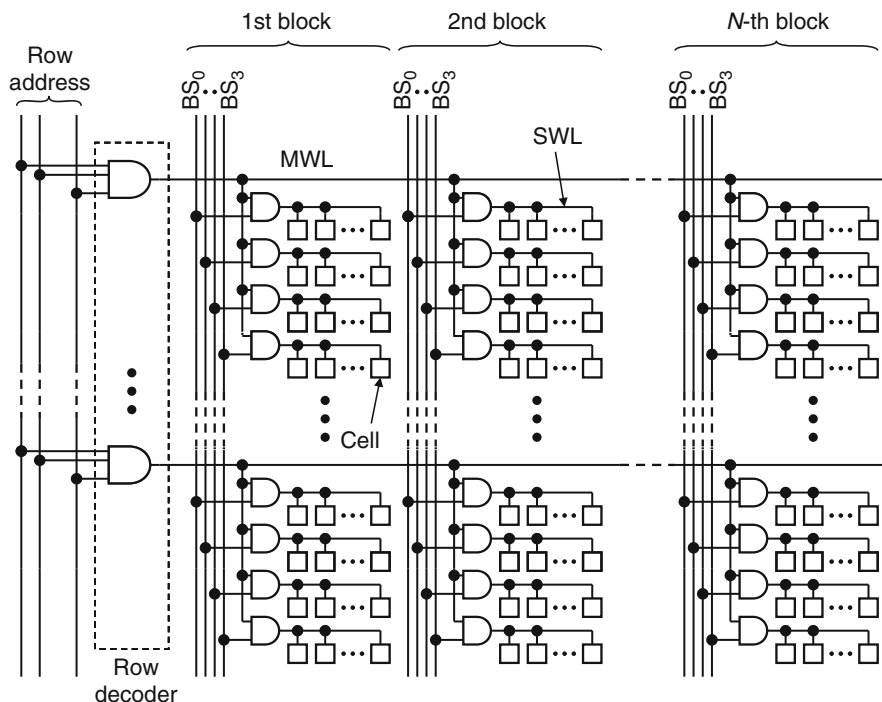 1st block
2nd block
N-th block
Row
address
BS0 •• BS3
BS0 •• BS3
BS0 •• BS3
MWL
SWL
Cell
Row
decoder